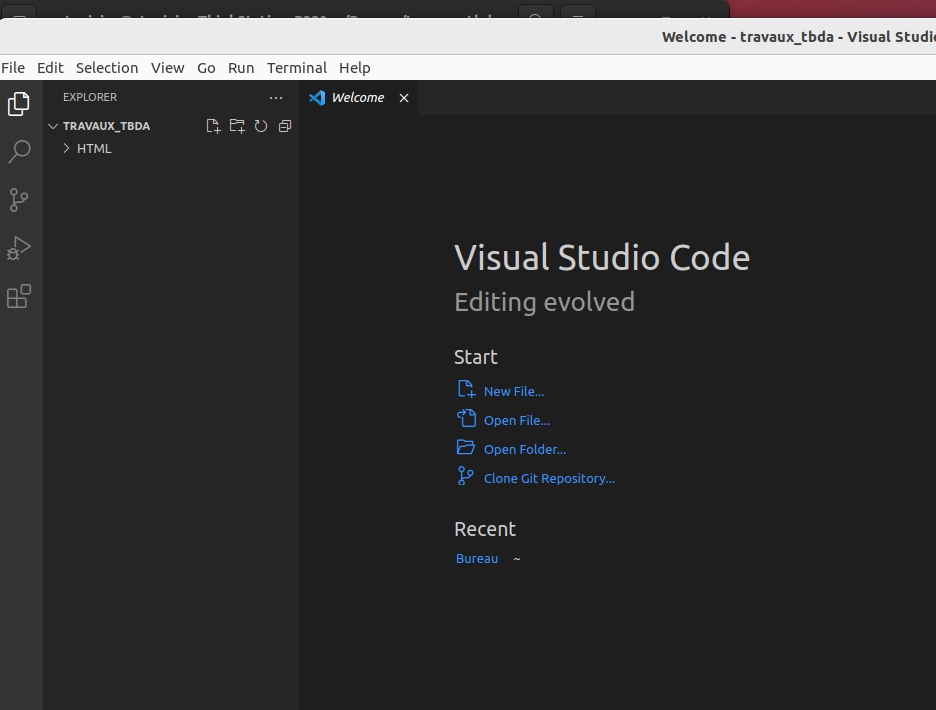 Welcome - travaux_tbda - Visual
File Edit Selection View Go Run Terminal Help
EXPLORER
Welcome
TRAVAUX_TBDA
HTML
Visual Studio Code
Editing evolved
Start
New File...
Open File...
Open Folder...
Clone Git Repository...
Recent
Bureau ~